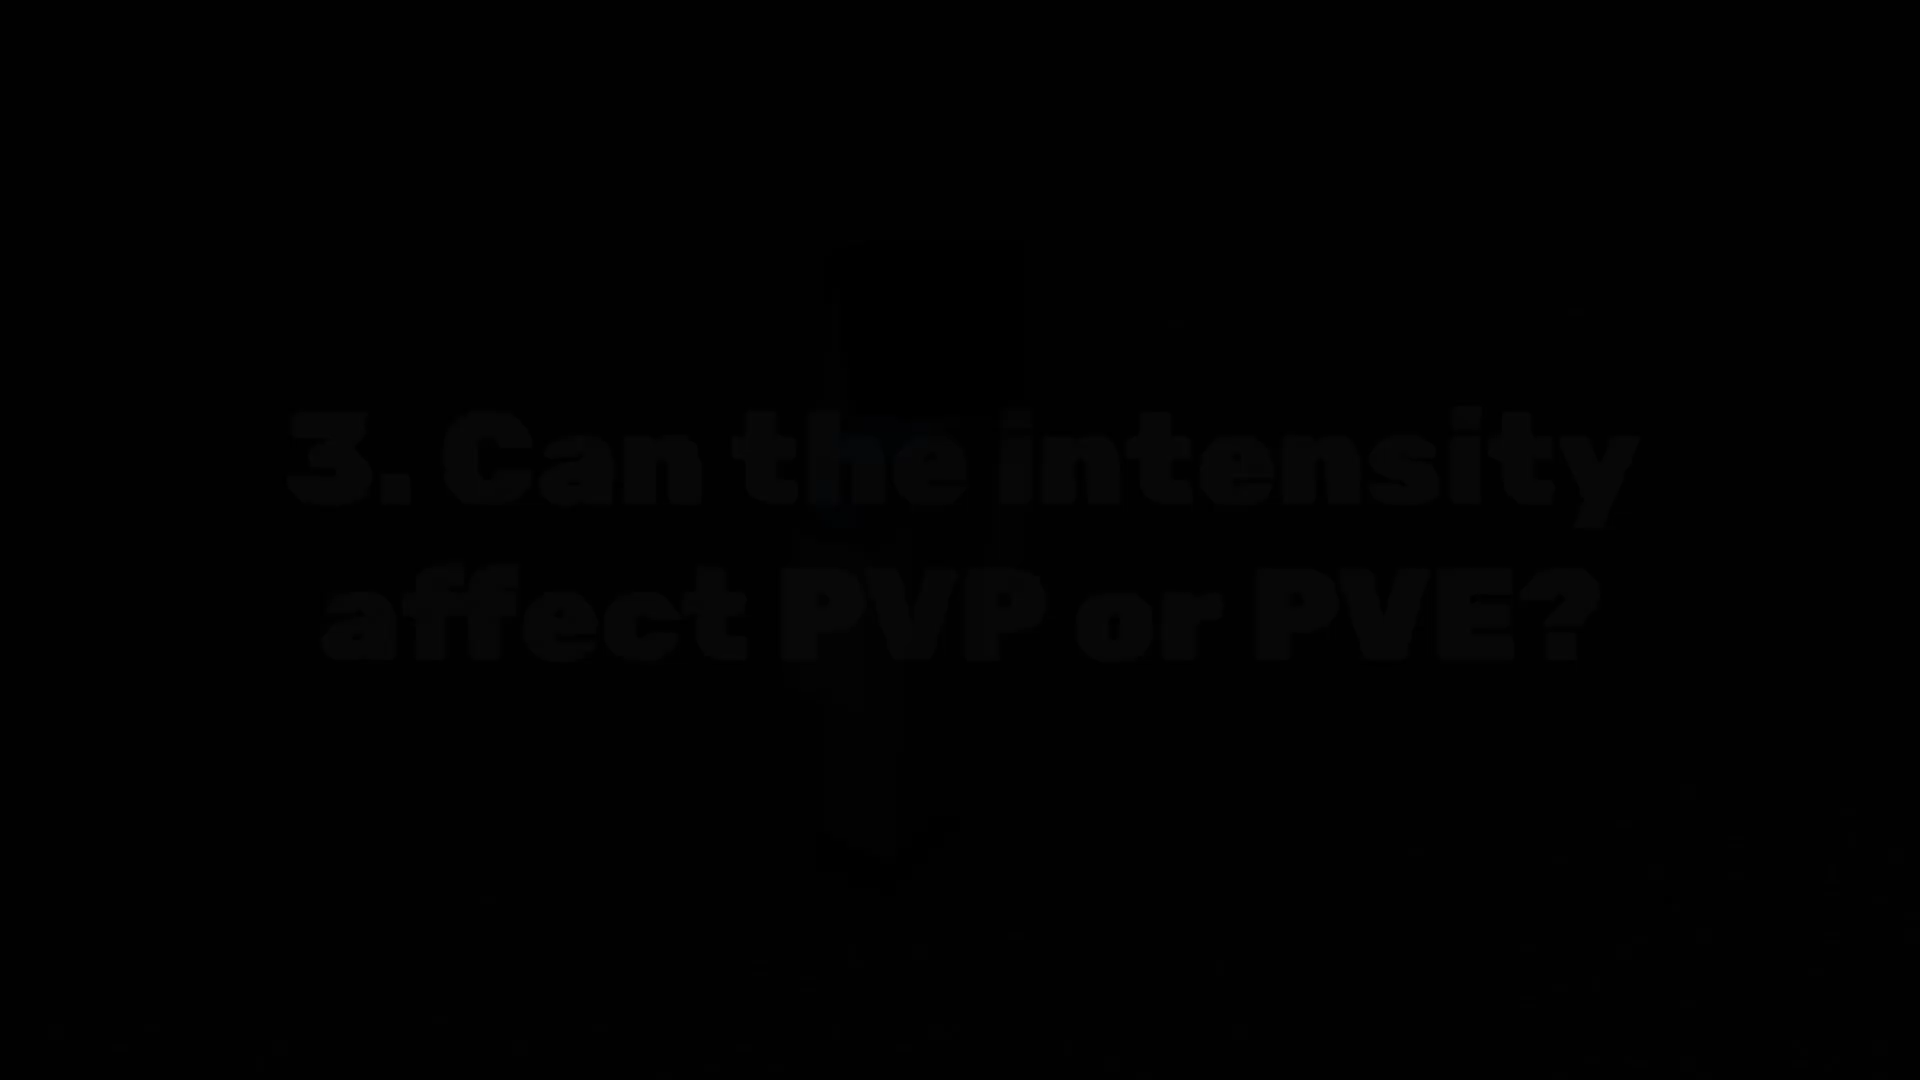 3. Can the intensity
affect PVP or PVE?